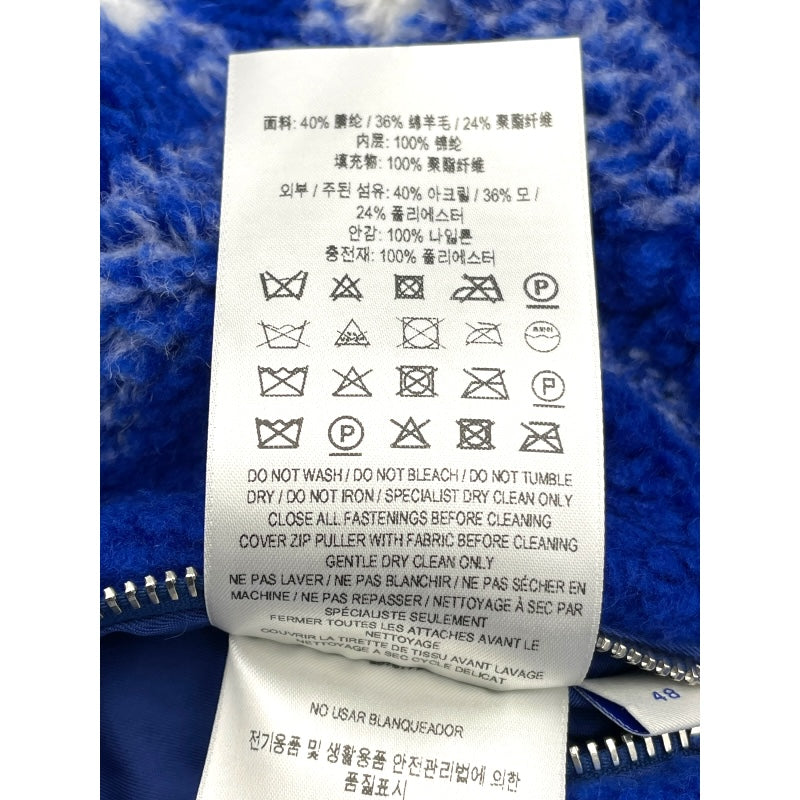 面料: 40% 腈纶 / 36% 绵羊毛 / 24% 聚酯纤维
内层: 100% 锦纶
填充物: 100% 聚酯纤维
외부 / 주된 섬유: 40% 아크릴 / 36% 모 /
24% 폴리에스터
안감: 100% 나일론
충전재: 100% 폴리에스터
P
P
P
DO NOT WASH / DO NOT BLEACH / DO NOT TUMBLE
DRY / DO NOT IRON / SPECIALIST DRY CLEAN ONLY
CLOSE ALL FASTENINGS BEFORE CLEANING
COVER ZIP PULLER WITH FABRIC BEFORE CLEANING
GENTLE DRY CLEAN ONLY
NE PAS LAVER / NE PAS BLANCHIR / NE PAS SÉCHER EN
MACHINE / NE PAS REPASSER / NETTOYAGE À SEC PAR
SPÉCIALISTE SEULEMENT
FERMER TOUTES LES ATTACHES AVANT LE
NETTOYAGE
COUVRIR LA TIRETTE DE TISSU AVANT LAVAGE
NETTOYAGE A SEC CYCLE DELICAT
NO USAR BLANQUEADOR
전기용품 및 생활용품 안전관리법에 의한
품질표시
48